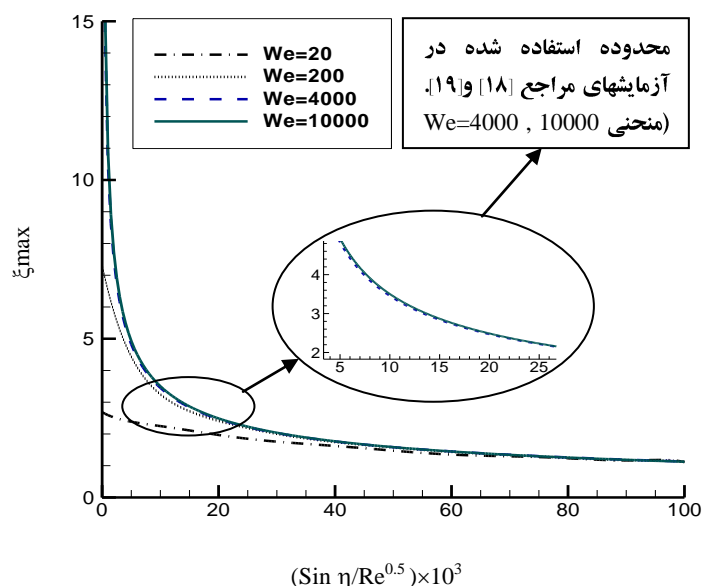 15
10
5
0
ξmax
We=20
We=200
We=4000
We=10000
محدوده استفاده شده در
آزمایشهای مراجع [۱۸] و[۱۹].
(منحنی We=4000 , 10000
4
3
2
5 10 15 20 25
0 20 40 60 80 100
(Sin η/Re^0.5)×10^3